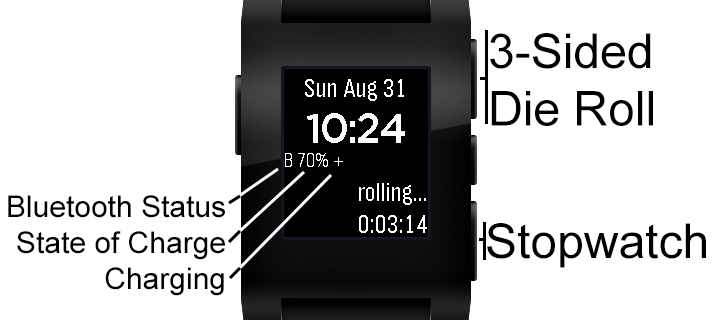 Sun Aug 31
10:24
B 70% +
rolling...
0:03:14
Bluetooth Status
State of Charge
Charging
3-Sided
Die Roll
Stopwatch